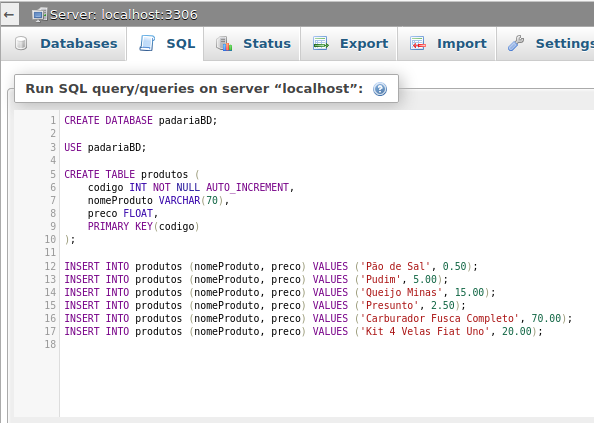 Server: localhost:3306
Databases SQL Status Export Import Settings
Run SQL query/queries on server “localhost”:
1 CREATE DATABASE padariaBD;
2
3 USE padariaBD;
4
5 CREATE TABLE produtos (
6 codigo INT NOT NULL AUTO_INCREMENT,
7 nomeProduto VARCHAR(70),
8 preco FLOAT,
9 PRIMARY KEY(codigo)
10 );
11
12 INSERT INTO produtos (nomeProduto, preco) VALUES ('Pão de Sal', 0.50);
13 INSERT INTO produtos (nomeProduto, preco) VALUES ('Pudim', 5.00);
14 INSERT INTO produtos (nomeProduto, preco) VALUES ('Queijo Minas', 15.00);
15 INSERT INTO produtos (nomeProduto, preco) VALUES ('Presunto', 2.50);
16 INSERT INTO produtos (nomeProduto, preco) VALUES ('Carburador Fusca Completo', 70.00);
17 INSERT INTO produtos (nomeProduto, preco) VALUES ('Kit 4 Velas Fiat Uno', 20.00);
18